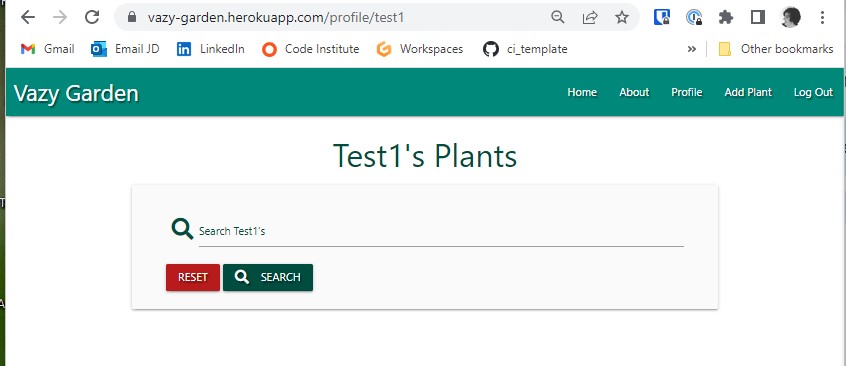 vazy-garden.herokuapp.com/profile/test1
Gmail Email JD LinkedIn Code Institute Workspaces ci_template » Other bookmarks
Vazy Garden Home About Profile Add Plant Log Out
Test1's Plants
Search Test1's
RESET SEARCH